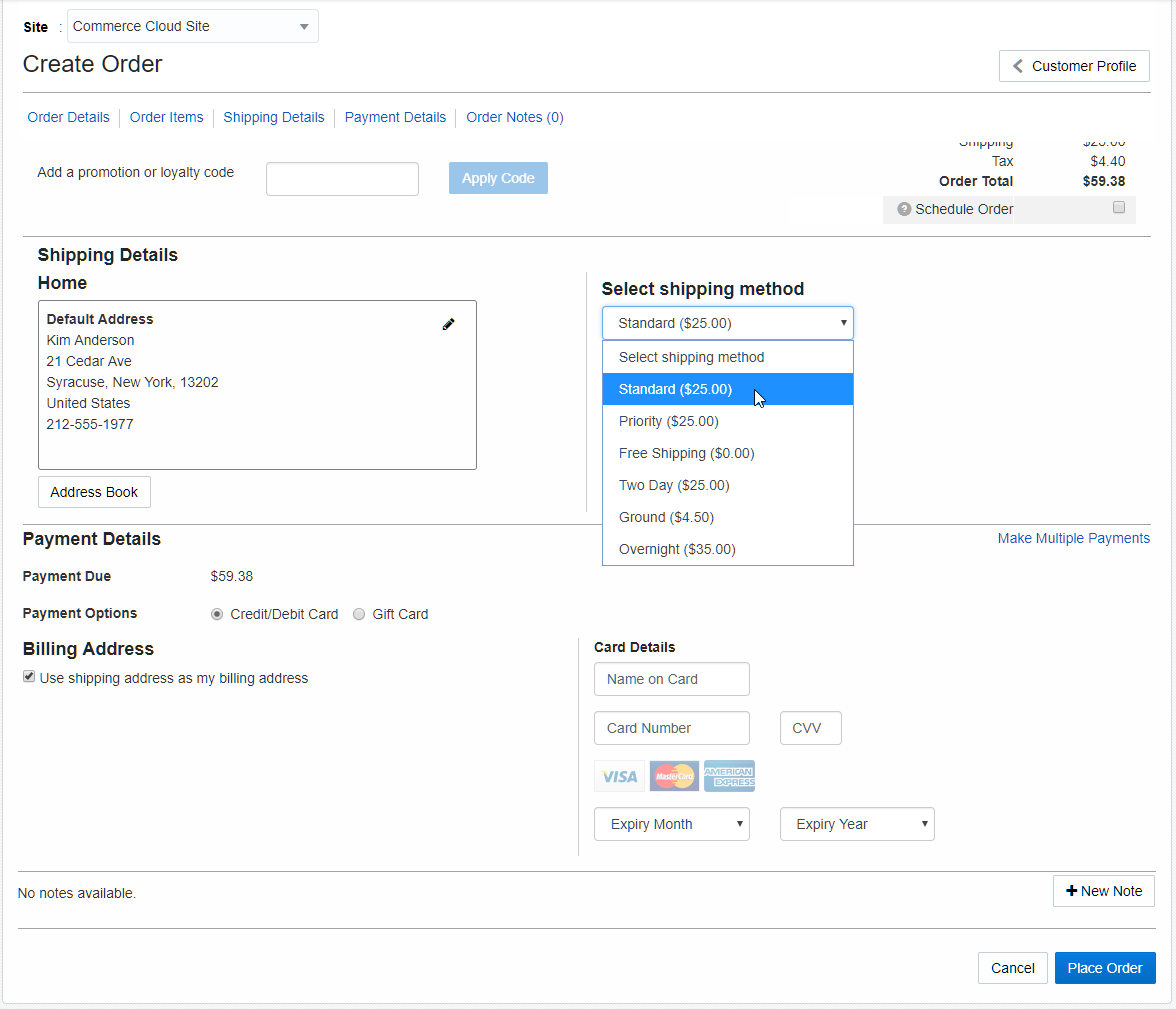 Site : Commerce Cloud Site
Create Order
Customer Profile
Order Details Order Items Shipping Details Payment Details Order Notes (0)
Shipping $25.00
Add a promotion or loyalty code Apply Code
Tax $4.40
Order Total $59.38
? Schedule Order
Shipping Details
Home
Default Address
Kim Anderson
21 Cedar Ave
Syracuse, New York, 13202
United States
212-555-1977
Address Book
Select shipping method
Standard ($25.00)
Select shipping method
Standard ($25.00)
Priority ($25.00)
Free Shipping ($0.00)
Two Day ($25.00)
Ground ($4.50)
Overnight ($35.00)
Payment Details
Make Multiple Payments
Payment Due $59.38
Payment Options Credit/Debit Card Gift Card
Billing Address
Use shipping address as my billing address
Card Details
Name on Card
Card Number CVV
VISA MasterCard AMERICAN EXPRESS
Expiry Month Expiry Year
No notes available.
+ New Note
Cancel Place Order